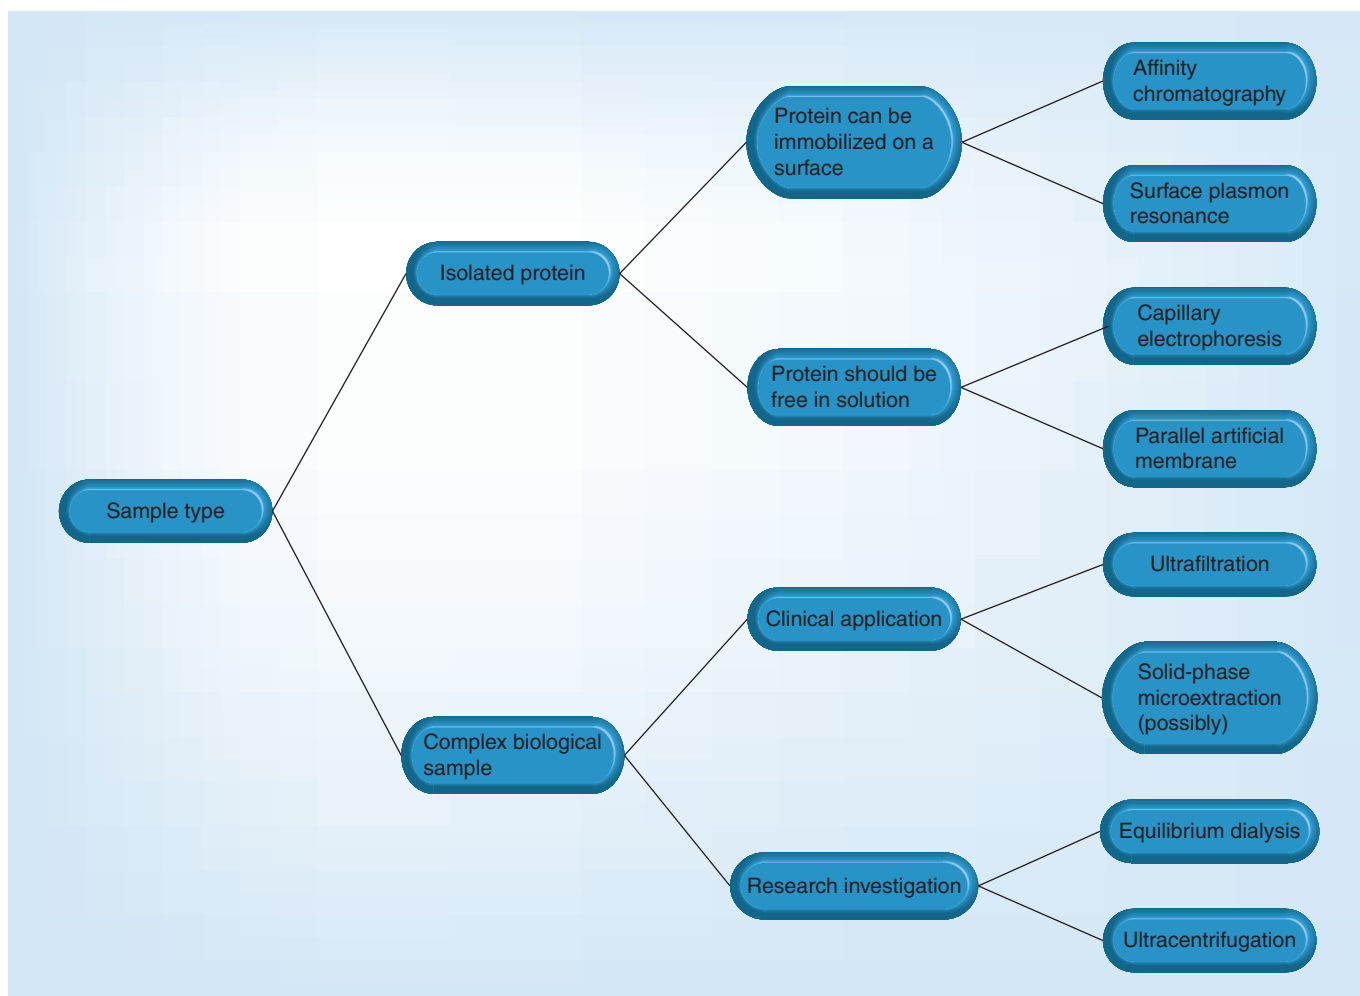 Sample type
Isolated protein
Complex biological
sample
Protein can be
immobilized on a
surface
Protein should be
free in solution
Clinical application
Research investigation
Affinity
chromatography
Surface plasmon
resonance
Capillary
electrophoresis
Parallel artificial
membrane
Ultrafiltration
Solid-phase
microextraction
(possibly)
Equilibrium dialysis
Ultracentrifugation